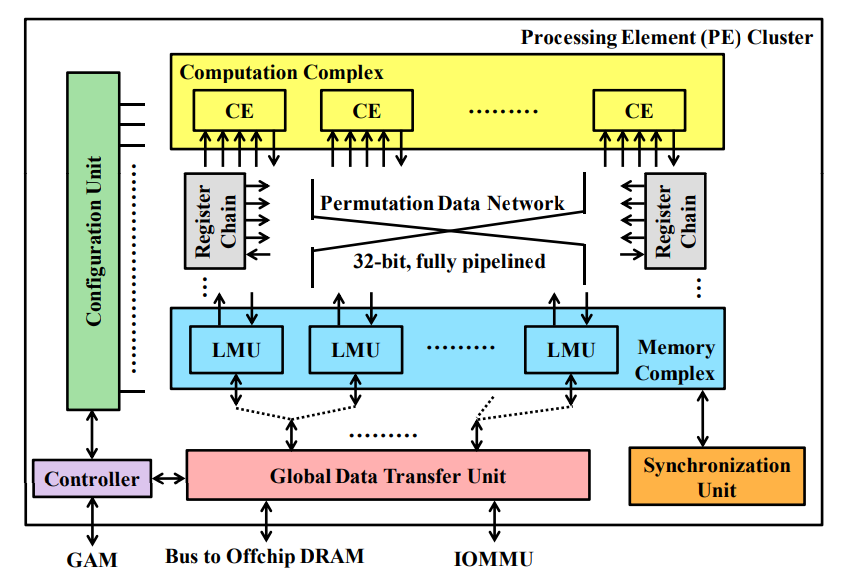 Processing Element (PE) Cluster
Computation Complex
CE
CE
CE
Configuration Unit
Register
Chain
Permutation Data Network
32-bit, fully pipelined
Register
Chain
LMU
LMU
LMU
Memory
Complex
Controller
Global Data Transfer Unit
Synchronization
Unit
GAM
Bus to Offchip DRAM
IOMMU